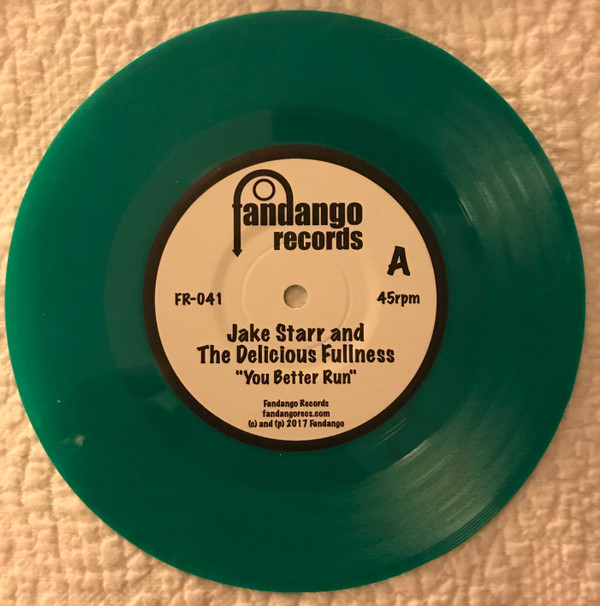 fandango
records
A
FR-041
45rpm
Jake Starr and
The Delicious Fullness
"You Better Run"
Fandango Records
fandangorecs.com
(c) and (p) 2017 Fandango